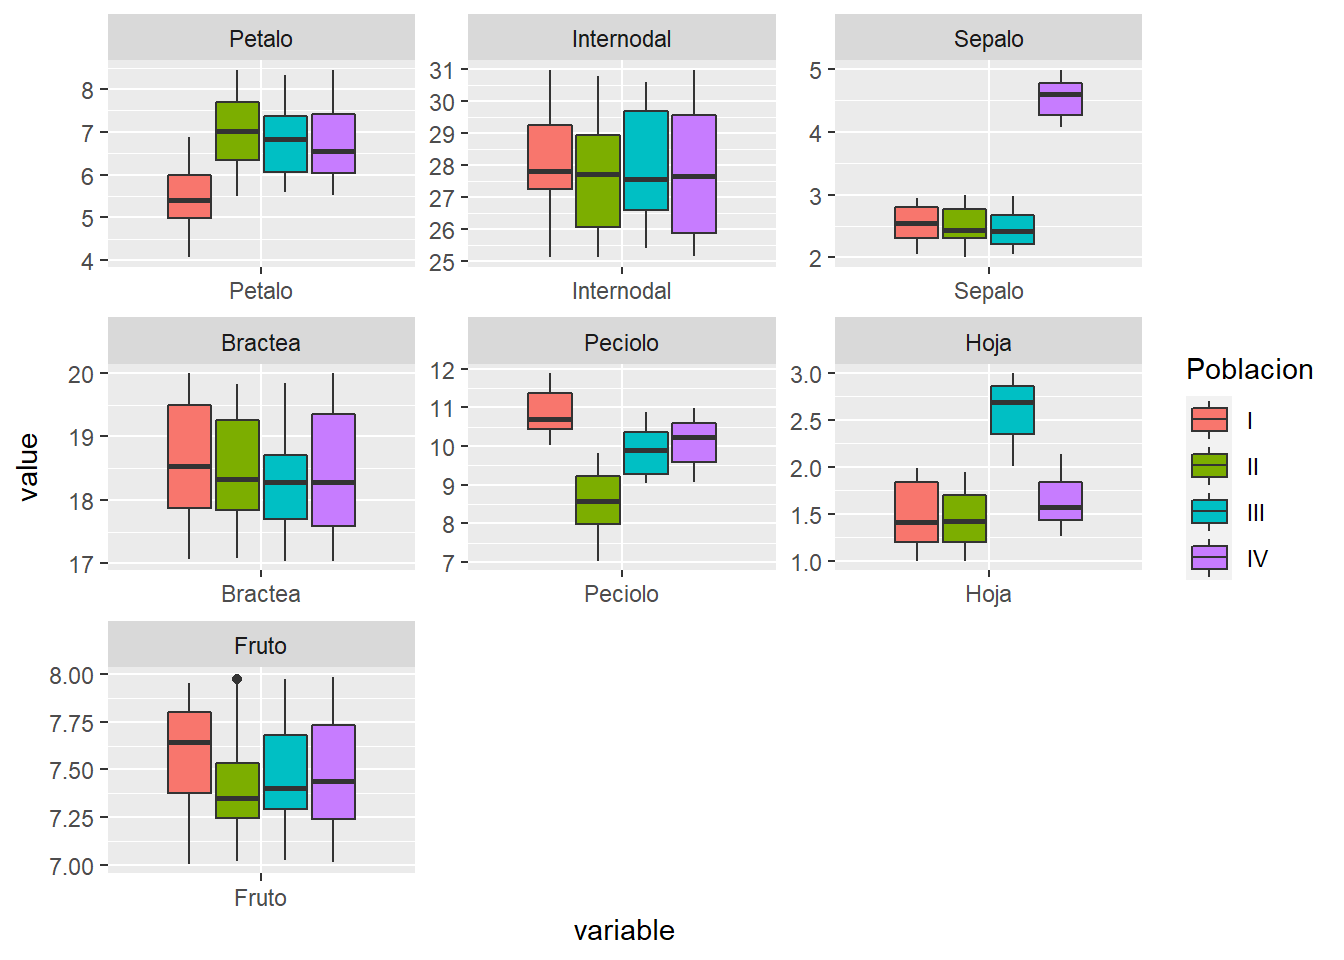 Petalo
Internodal
Sepalo
8
7
6
5
4
31
30
29
28
27
26
25
5
4
3
2
Petalo
Internodal
Sepalo
Bractea
Peciolo
Hoja
20
19
18
17
12
11
10
9
8
7
3.0
2.5
2.0
1.5
1.0
Bractea
Peciolo
Hoja
Fruto
8.00
7.75
7.50
7.25
7.00
Fruto
value
variable
Poblacion
I
II
III
IV